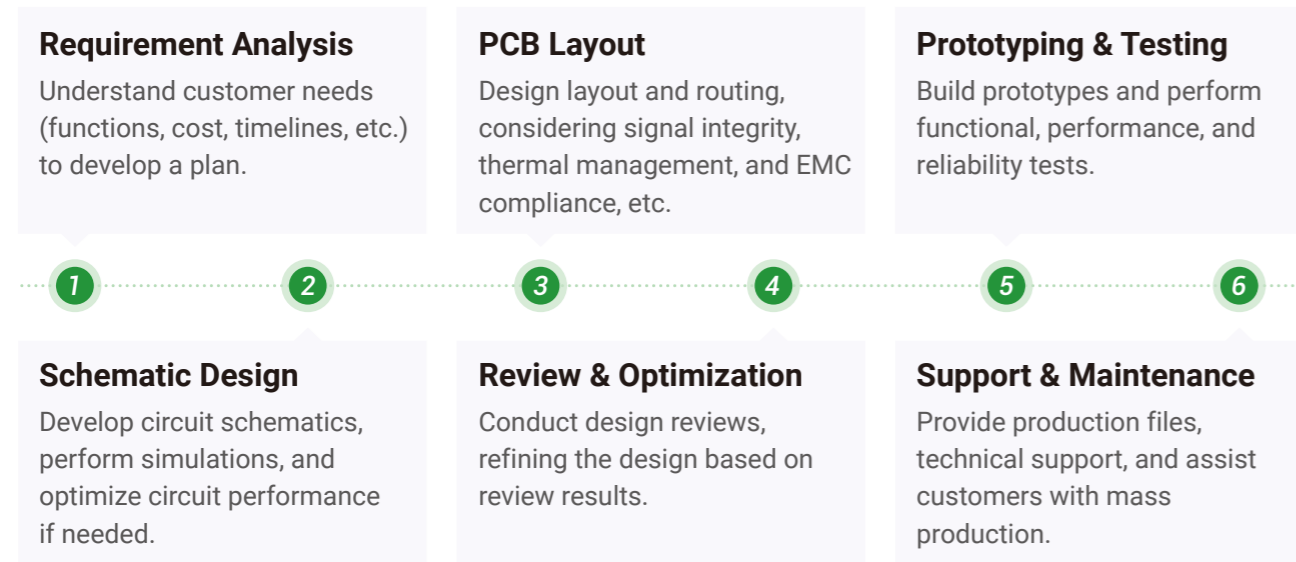 Requirement Analysis
Understand customer needs
(functions, cost, timelines, etc.)
to develop a plan.
PCB Layout
Design layout and routing,
considering signal integrity,
thermal management, and EMC
compliance, etc.
Prototyping & Testing
Build prototypes and perform
functional, performance, and
reliability tests.
1
2
3
4
5
6
Schematic Design
Develop circuit schematics,
perform simulations, and
optimize circuit performance
if needed.
Review & Optimization
Conduct design reviews,
refining the design based on
review results.
Support & Maintenance
Provide production files,
technical support, and assist
customers with mass
production.